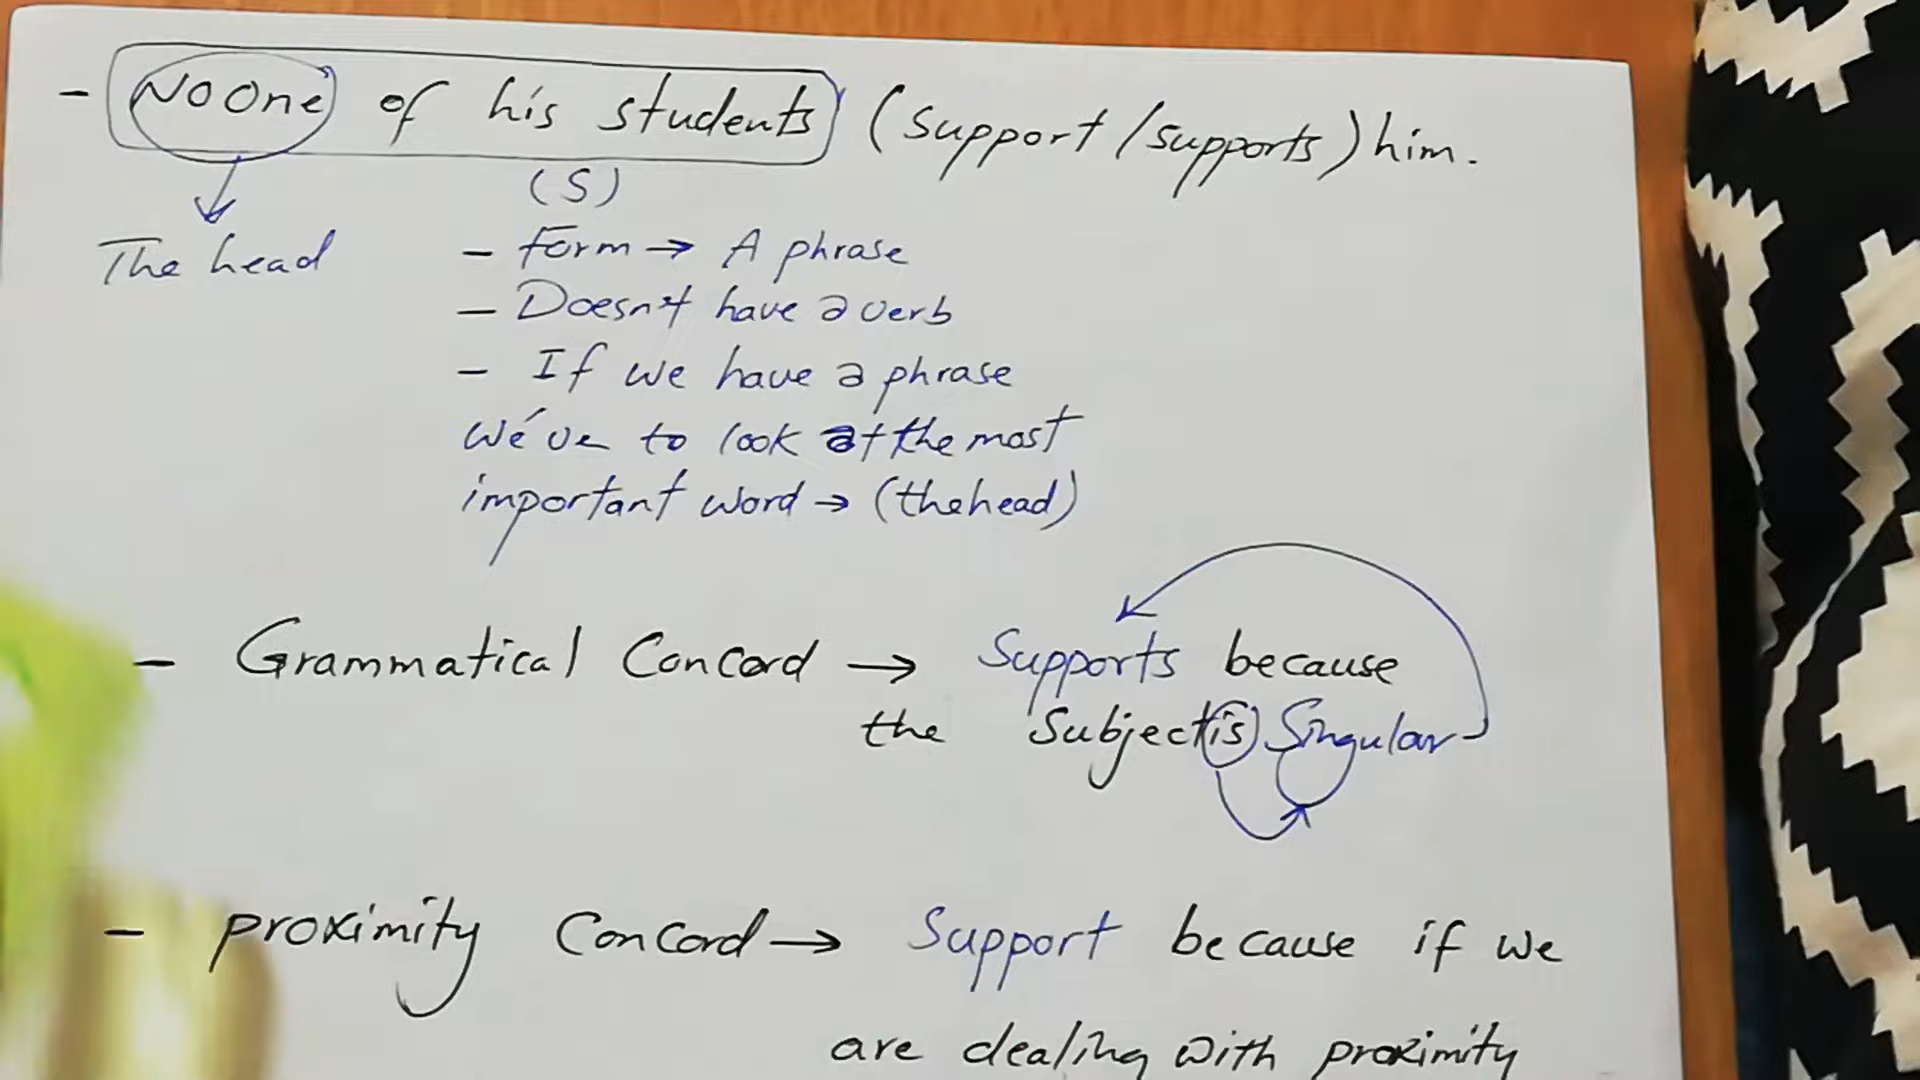 - No One of his students (support/supports) him.
(S)
The head
- Form → A phrase
- Doesn't have a verb
- If we have a phrase
We've to look at the most
important word → (the head)
- Grammatical Concord → Supports because
the Subject is Singular
- proximity Concord → Support because if we
are dealing with proximity